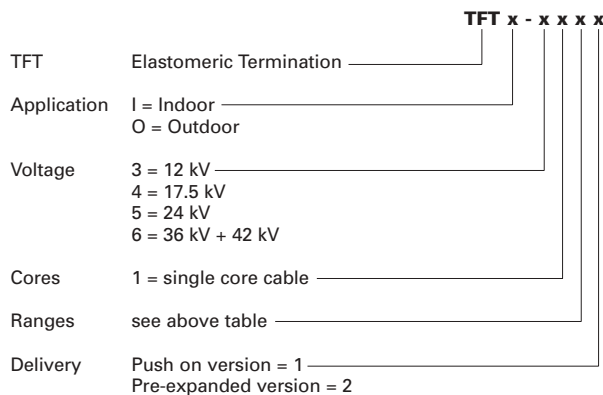 TFT x - x x x x
TFT Elastomeric Termination
Application I = Indoor
O = Outdoor
Voltage 3 = 12 kV
4 = 17.5 kV
5 = 24 kV
6 = 36 kV + 42 kV
Cores 1 = single core cable
Ranges see above table
Delivery Push on version = 1
Pre-expanded version = 2